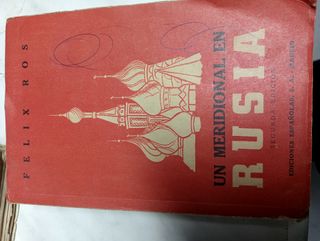 FELIX ROS
UN MERIDIONAL EN
RUSIA
SEGUNDA EDICION
EDICIONES ESPAÑOLAS, S. A., MADRID